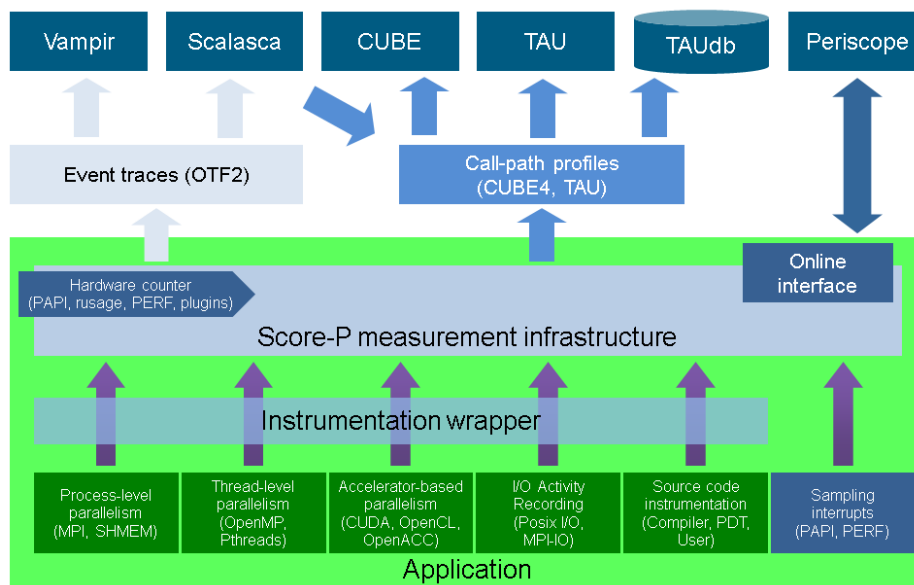 Vampir
Scalasca
CUBE
TAU
TAUdb
Periscope
Event traces (OTF2)
Call-path profiles
(CUBE4, TAU)
Online
interface
Hardware counter
(PAPI, rusage, PERF, plugins)
Score-P measurement infrastructure
Instrumentation wrapper
Process-level
parallelism
(MPI, SHMEM)
Thread-level
parallelism
(OpenMP,
Pthreads)
Accelerator-based
parallelism
(CUDA, OpenCL,
OpenACC)
I/O Activity
Recording
(Posix I/O,
MPI-IO)
Source code
instrumentation
(Compiler, PDT,
User)
Sampling
interrupts
(PAPI, PERF)
Application